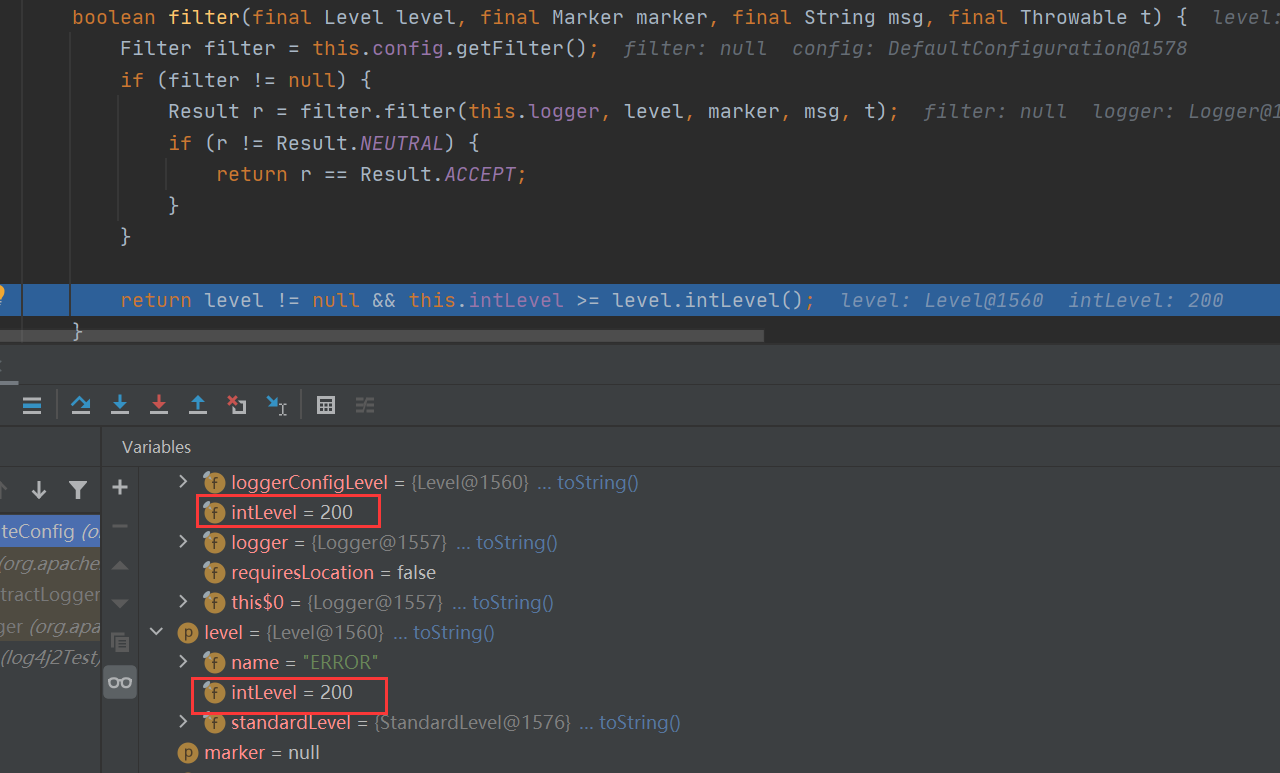 boolean filter(final Level level, final Marker marker, final String msg, final Throwable t) { level:
Filter filter = this.config.getFilter(); filter: null config: DefaultConfiguration@1578
if (filter != null) {
Result r = filter.filter(this.logger, level, marker, msg, t); filter: null logger: Logger@1
if (r != Result.NEUTRAL) {
return r == Result.ACCEPT;
}
}
return level != null && this.intLevel >= level.intLevel(); level: Level@1560 intLevel: 200
}
Variables
loggerConfigLevel = {Level@1560} ... toString()
intLevel = 200
teConfig (o
logger = {Logger@1557} ... toString()
(org.apache
requiresLocation = false
tractLogger
this$0 = {Logger@1557} ... toString()
ger (org.apa
level = {Level@1560} ... toString()
(log4j2Test)
name = "ERROR"
intLevel = 200
standardLevel = {StandardLevel@1576} ... toString()
marker = null